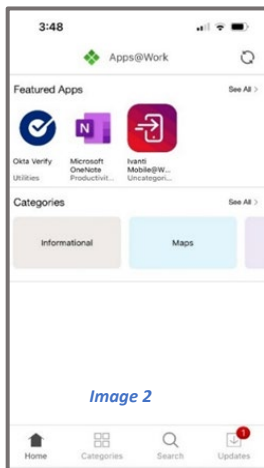 3:48
Apps@Work
Featured Apps See All >
Okta Verify
Utilities
Microsoft
OneNote
Productivit...
Ivanti
Mobile@W...
Uncategori...
Categories See All >
Informational Maps
Image 2
1
Home Categories Search Updates